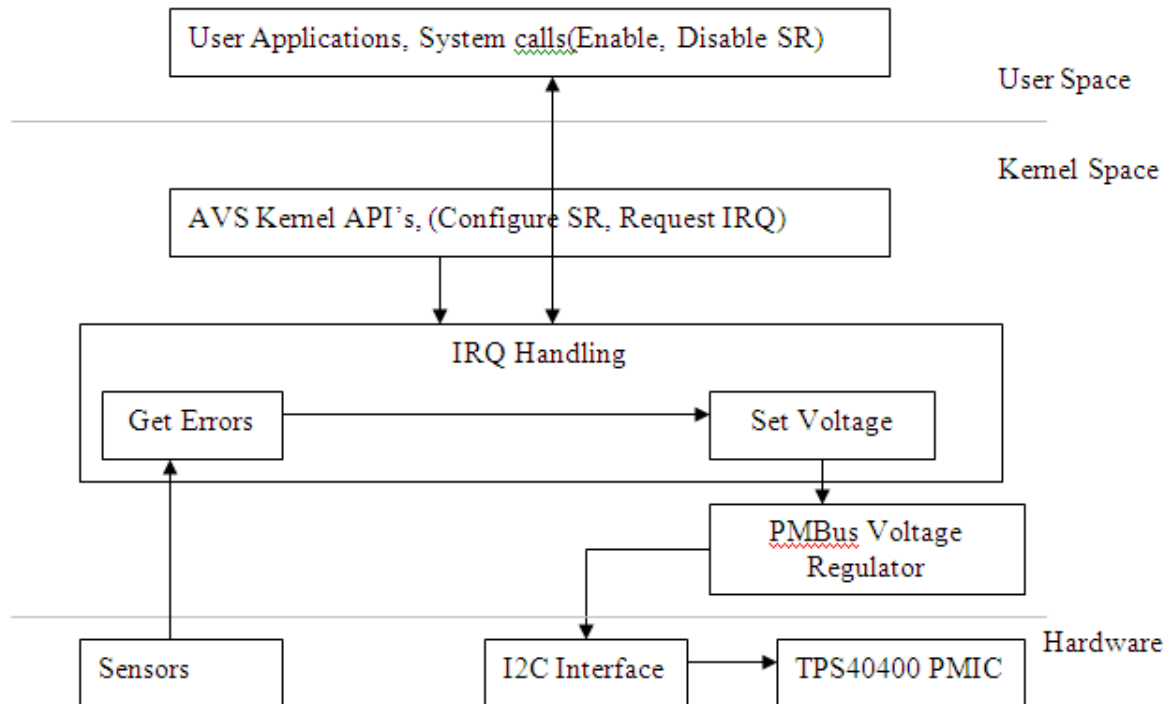 User Applications, System calls(Enable, Disable SR)
User Space
Kernel Space
AVS Kernel API's, (Configure SR, Request IRQ)
IRQ Handling
Get Errors
Set Voltage
PMBus Voltage
Regulator
Hardware
Sensors
I2C Interface
TPS40400 PMIC